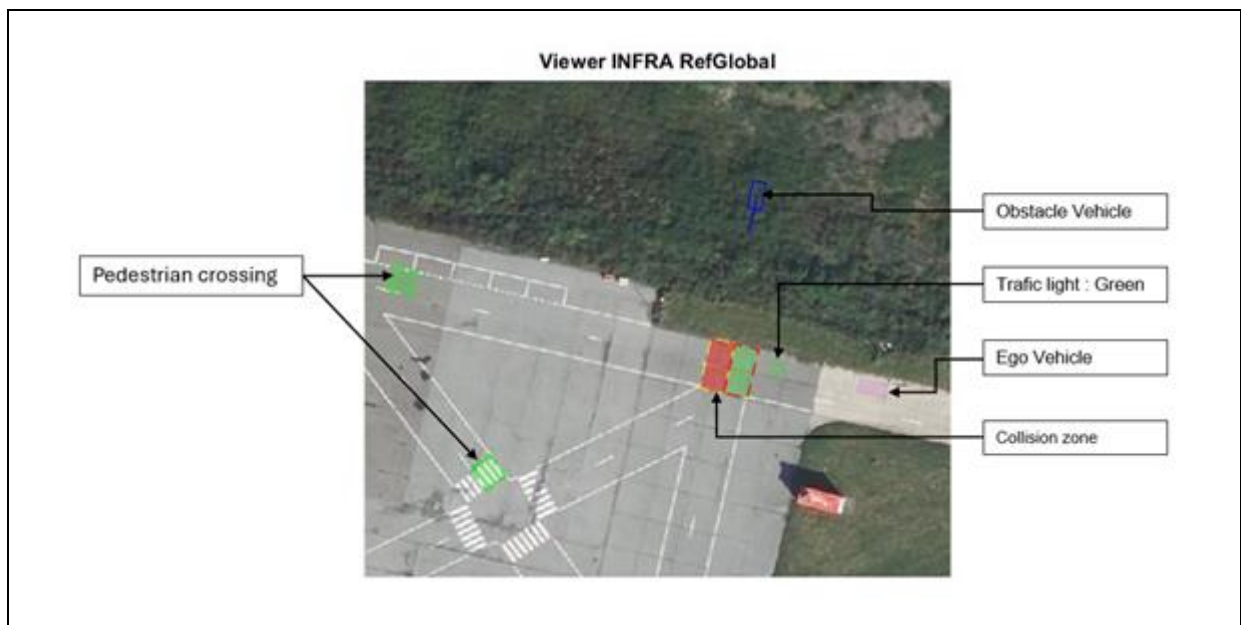 Viewer INFRA RefGlobal
Obstacle Vehicle
Pedestrian crossing
Trafic light : Green
Ego Vehicle
Collision zone